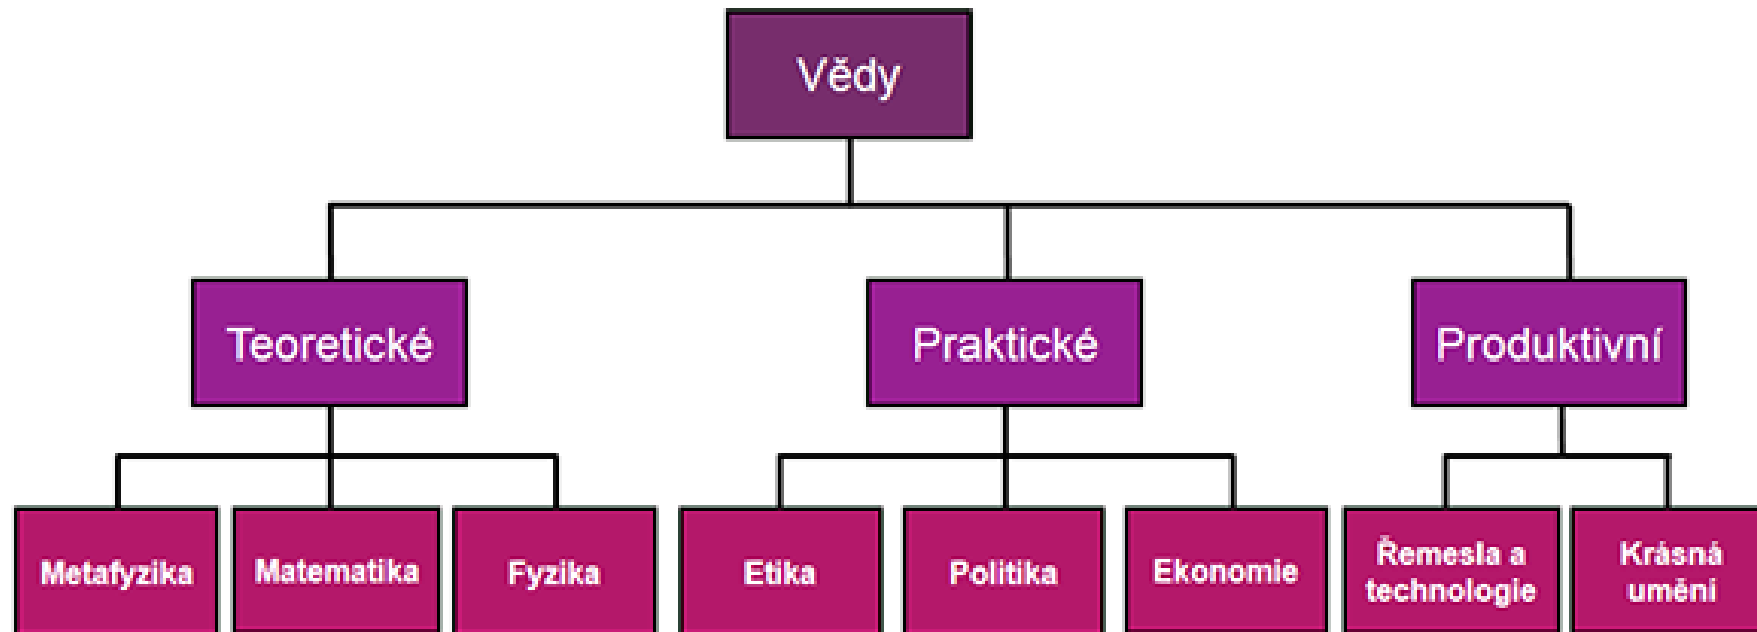 Vědy
Teoretické
Praktické
Produktivní
Metafyzika
Matematika
Fyzika
Etika
Politika
Ekonomie
Řemesla a
technologie
Krásná
umění